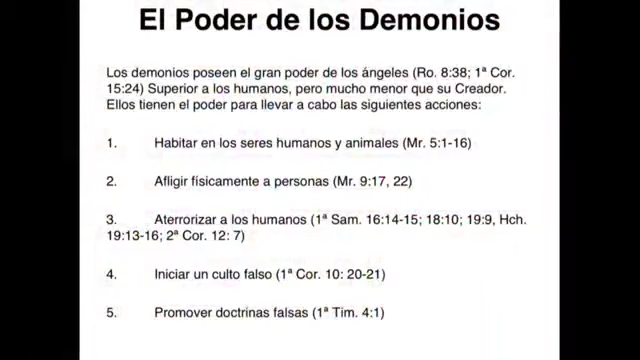 El Poder de los Demonios
Los demonios poseen el gran poder de los ángeles (Ro. 8:38; 1ª Cor.
15:24) Superior a los humanos, pero mucho menor que su Creador.
Ellos tienen el poder para llevar a cabo las siguientes acciones:
1. Habitar en los seres humanos y animales (Mr. 5:1-16)
2. Afligir físicamente a personas (Mr. 9:17, 22)
3. Aterrorizar a los humanos (1ª Sam. 16:14-15; 18:10; 19:9, Hch.
19:13-16; 2ª Cor. 12: 7)
4. Iniciar un culto falso (1ª Cor. 10: 20-21)
5. Promover doctrinas falsas (1ª Tim. 4:1)